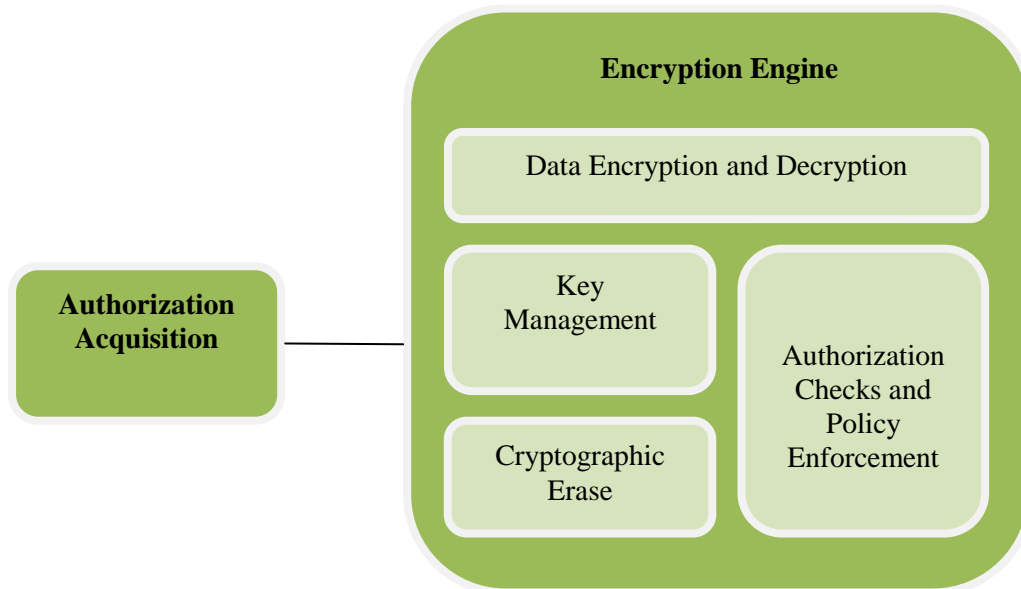 Encryption Engine
Data Encryption and Decryption
Authorization
Acquisition
Key
Management
Cryptographic
Erase
Authorization
Checks and
Policy
Enforcement